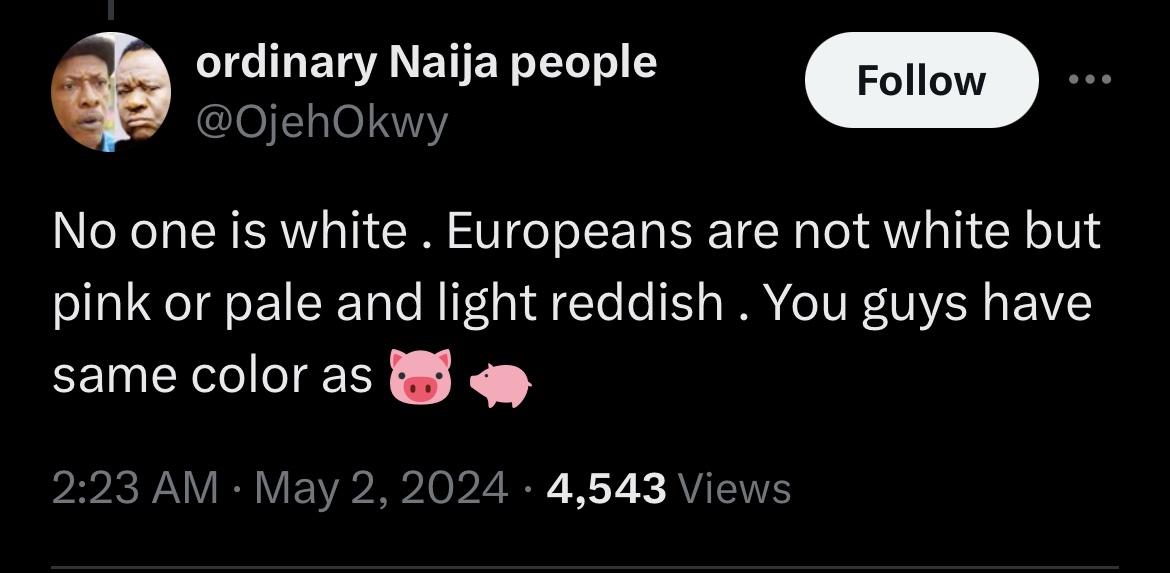 ordinary Naija people
@OjehOkwy
Follow
No one is white . Europeans are not white but
pink or pale and light reddish . You guys have
same color as 🐷 🐖
2:23 AM · May 2, 2024 · 4,543 Views